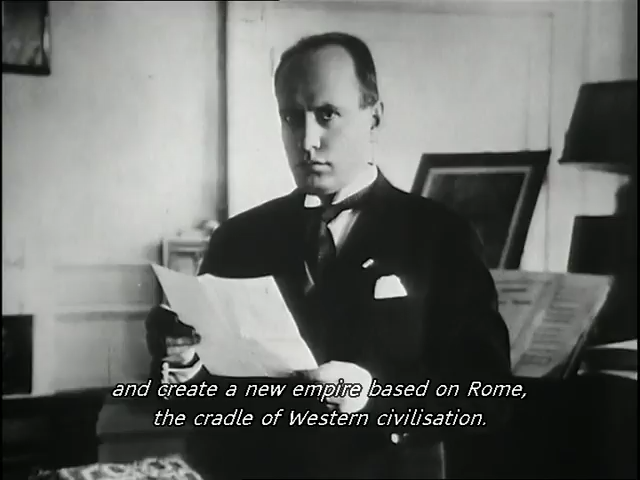 and create a new empire based on Rome,
the cradle of Western civilisation.